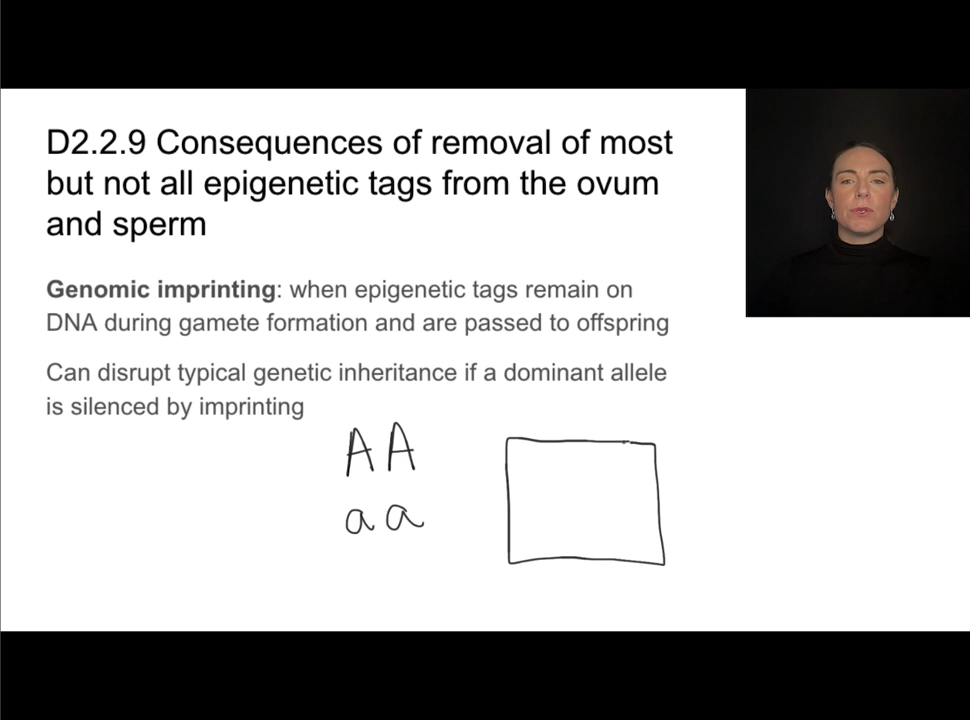 D2.2.9 Consequences of removal of most
but not all epigenetic tags from the ovum
and sperm
Genomic imprinting: when epigenetic tags remain on
DNA during gamete formation and are passed to offspring
Can disrupt typical genetic inheritance if a dominant allele
is silenced by imprinting
AA
aa